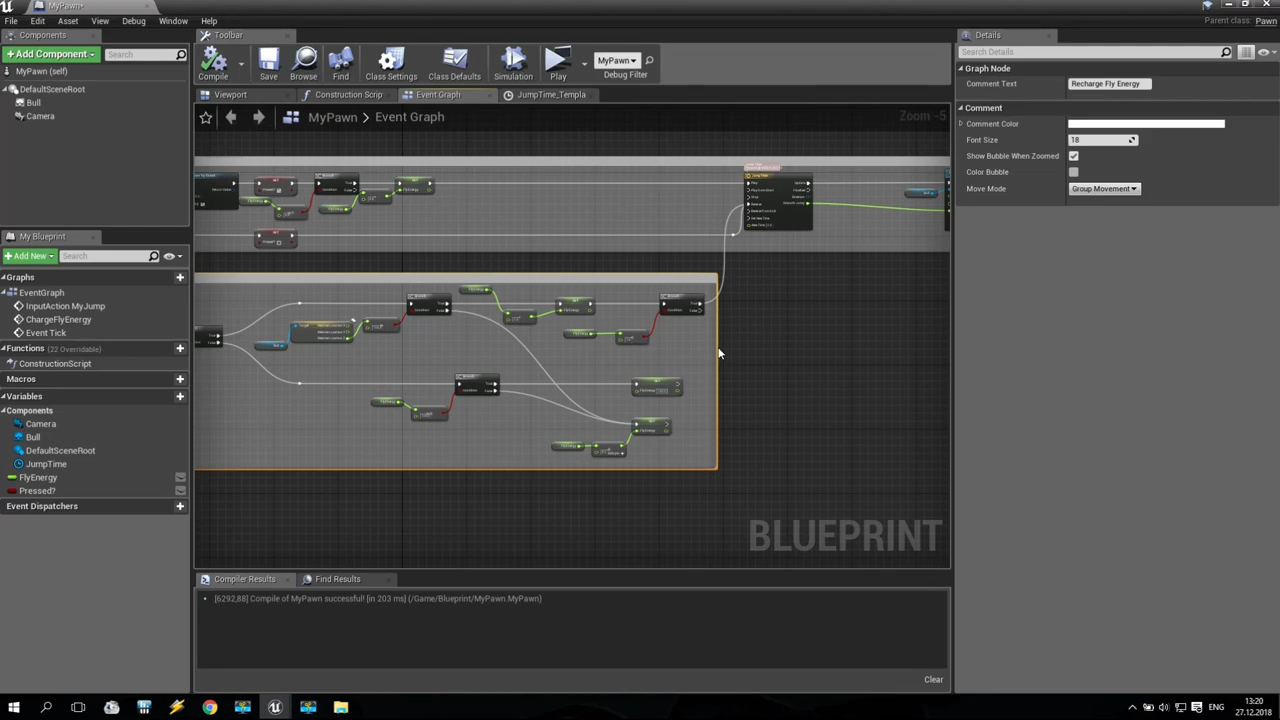 MyPawn*
File Edit Asset View Debug Window Help
Parent class: Pawn
Components
Toolbar
Details
+Add Component
Search
Search Details
MyPawn (self)
DefaultSceneRoot
Bull
Camera
Compile
Save
Browse
Find
Class Settings
Class Defaults
Simulation
Play
MyPawn
Debug Filter
Graph Node
Comment Text
Recharge Fly Energy
Comment
Comment Color
Font Size
18
Show Bubble When Zoomed
Color Bubble
Move Mode
Group Movement
Viewport
Construction Scrip
Event Graph
JumpTime_Templa
MyPawn
Event Graph
Zoom -5
My Blueprint
+Add New
Search
Graphs
EventGraph
InputAction MyJump
ChargeFlyEnergy
Event Tick
Functions (22 Overridable)
ConstructionScript
Macros
Variables
Components
Camera
Bull
DefaultSceneRoot
JumpTime
FlyEnergy
Pressed?
Event Dispatchers
BLUEPRINT
Compiler Results
Find Results
[6292,88] Compile of MyPawn successful! [in 203 ms] (/Game/Blueprint/MyPawn.MyPawn)
Clear
ENG
13:20
27.12.2018